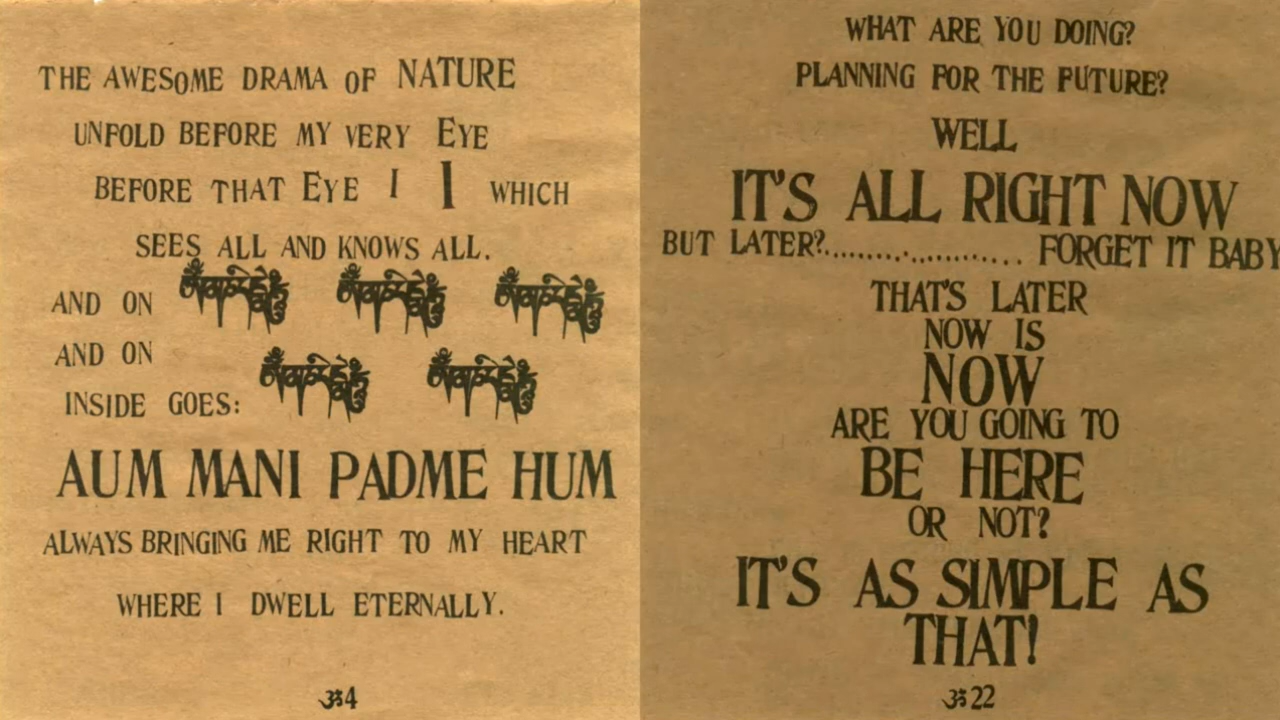 THE AWESOME DRAMA OF NATURE
UNFOLD BEFORE MY VERY EYE
BEFORE THAT EYE I I WHICH
SEES ALL AND KNOWS ALL.
AND ON
AND ON
INSIDE GOES:
AUM MANI PADME HUM
ALWAYS BRINGING ME RIGHT TO MY HEART
WHERE I DWELL ETERNALLY.
ॐ4
WHAT ARE YOU DOING?
PLANNING FOR THE FUTURE?
WELL
IT'S ALL RIGHT NOW
BUT LATER?....................... FORGET IT BABY
THAT'S LATER
NOW IS
NOW
ARE YOU GOING TO
BE HERE
OR NOT?
IT'S AS SIMPLE AS
THAT!
ॐ22